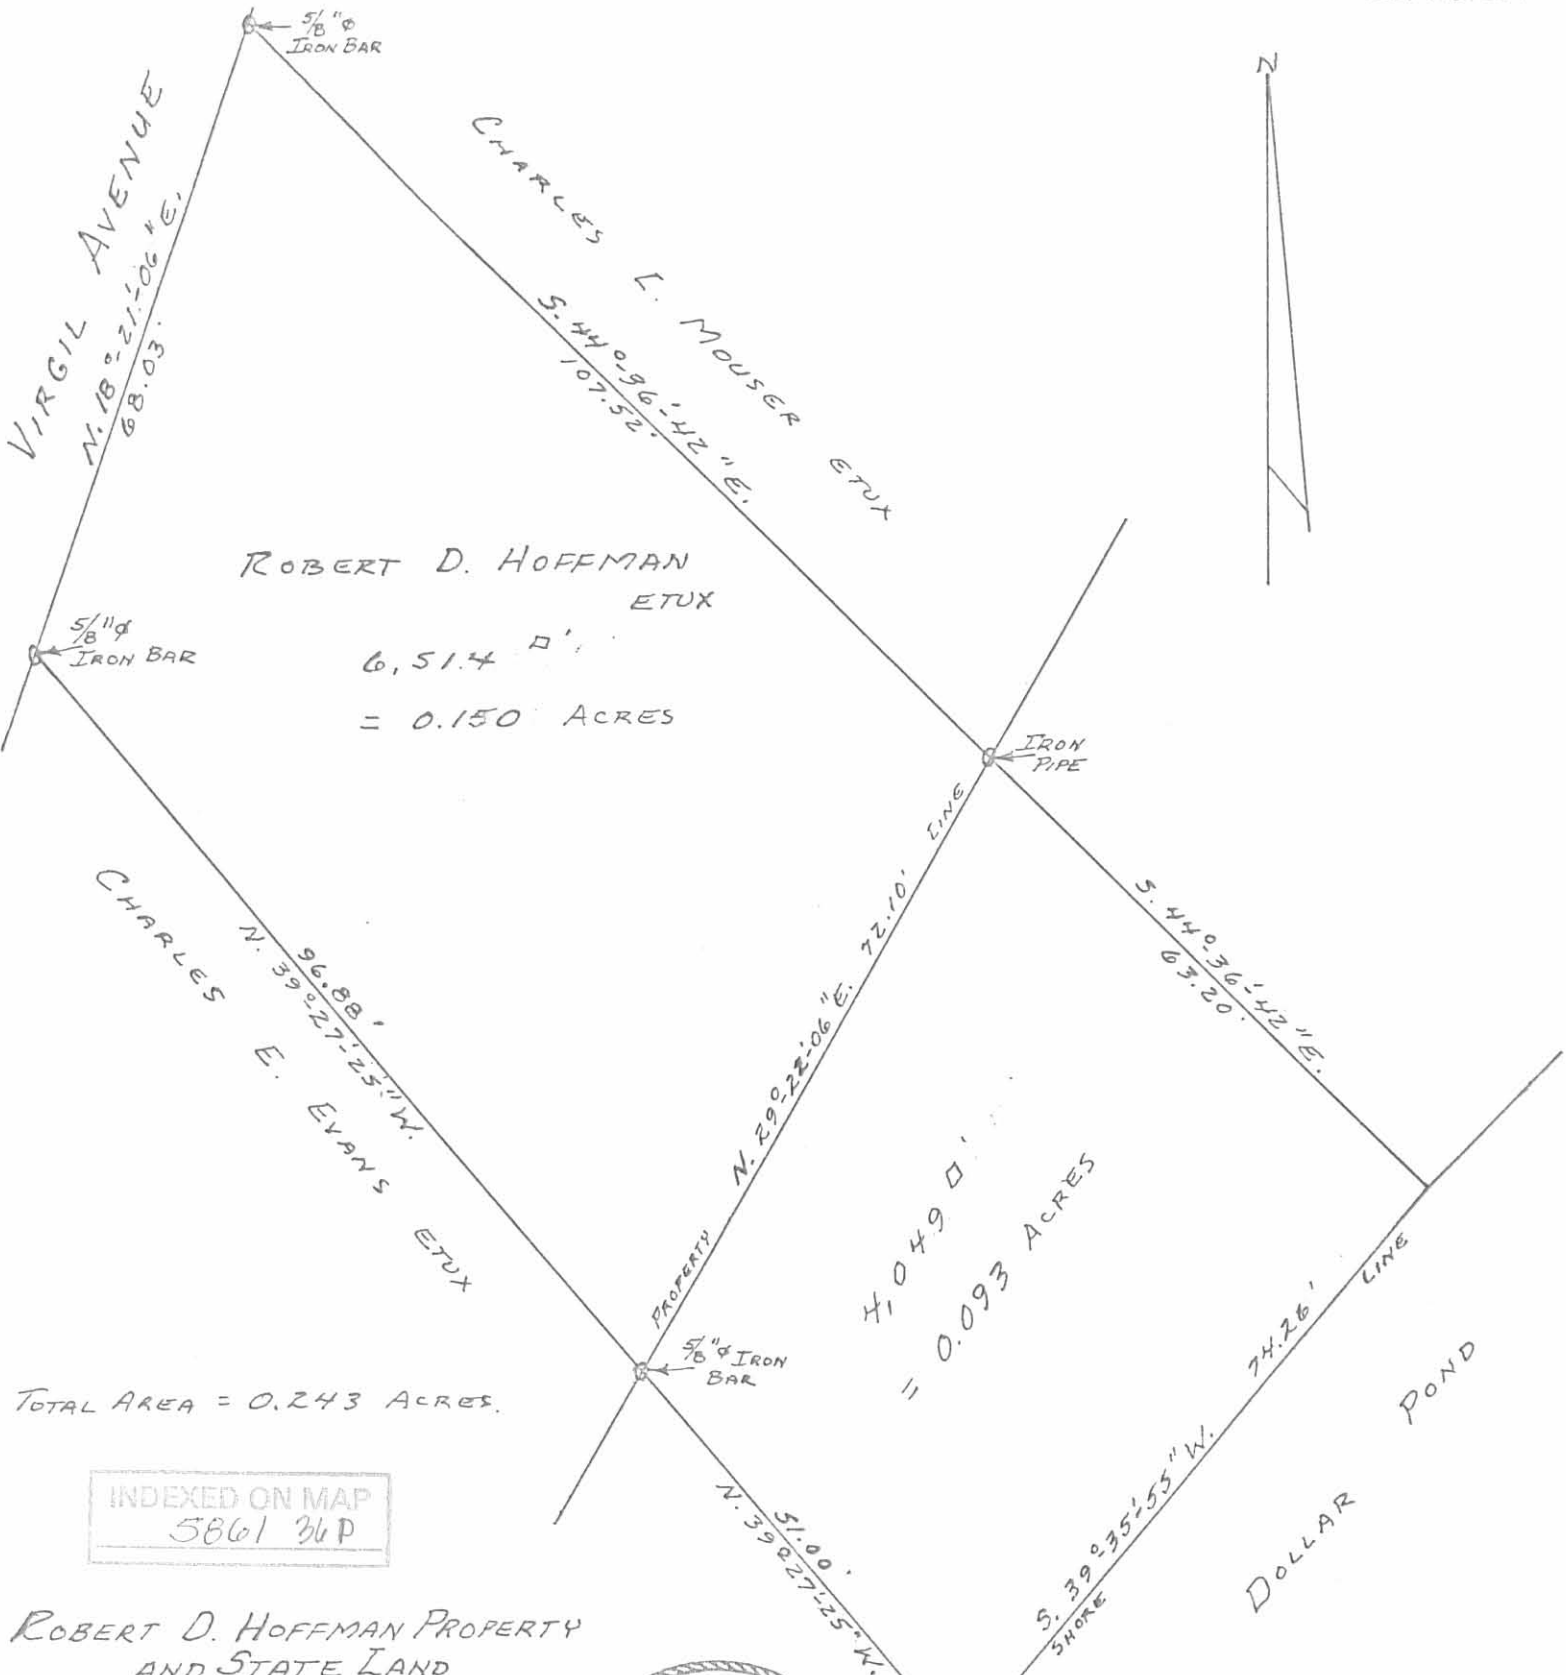 5/8"⌀
IRON BAR
N
VIRGIL AVENUE
N. 18°-21'-06"E.
68.03'
CHARLES L. MOUSER ETUX
S. 44°-36'-42"E.
107.52'
ROBERT D. HOFFMAN
ETUX
6,514 □'
= 0.150 ACRES
5/8"⌀
IRON BAR
IRON
PIPE
CHARLES E. EVANS ETUX
96.88'
N. 39°-27'-25"W.
PROPERTY LINE
N. 29°-22'-06"E. 72.10'
S. 44°-36'-42"E.
63.20'
4,049 □'
= 0.093 ACRES
5/8"⌀ IRON
BAR
SHORE LINE
S. 39°-35'-55"W. 74.26'
DOLLAR POND
51.00'
N. 39°-27'-25"W.
TOTAL AREA = 0.243 ACRES.
INDEXED ON MAP
5861 36P
ROBERT D. HOFFMAN PROPERTY
AND STATE LAND